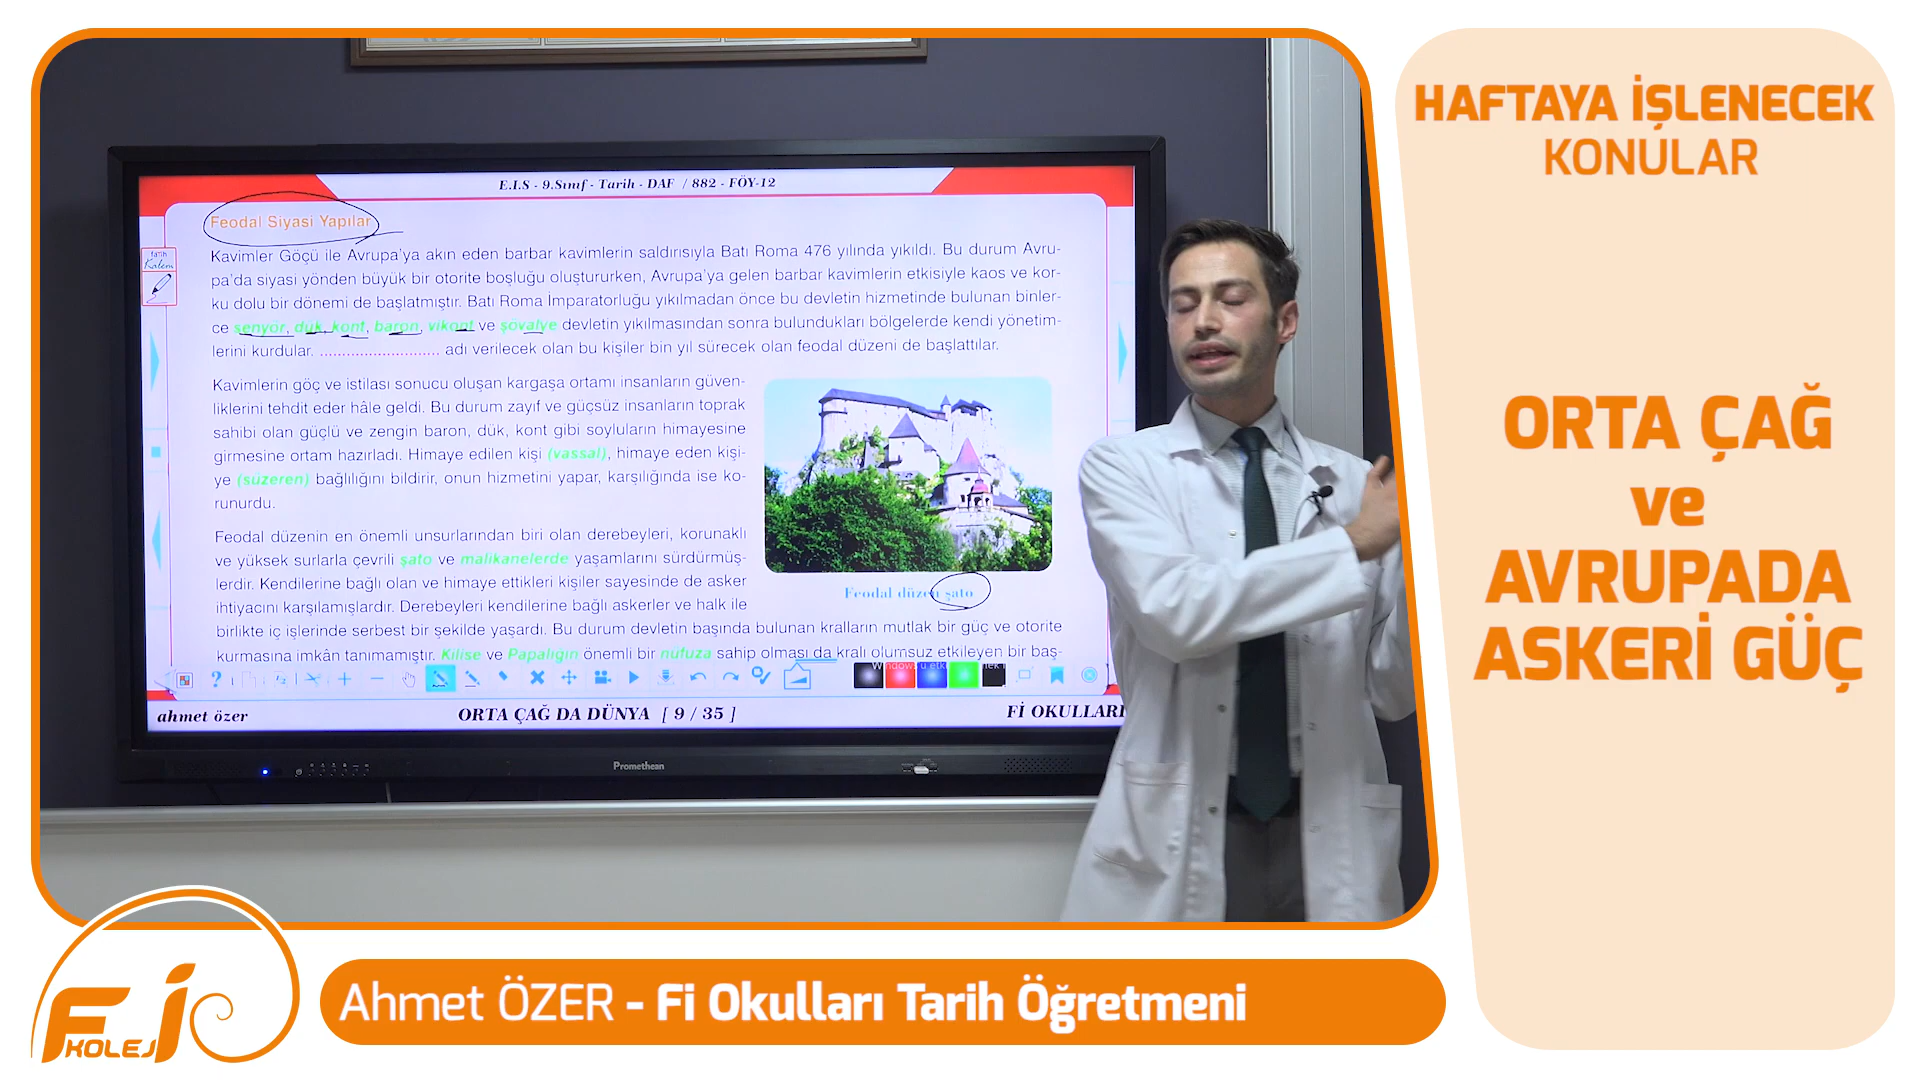 HAFTAYA İŞLENECEK
KONULAR
ORTA ÇAĞ
ve
AVRUPADA
ASKERİ GÜÇ
E.I.S - 9.Sınıf - Tarih - DAF / 882 - FÖY-12
Feodal Siyasi Yapılar
Kavimler Göçü ile Avrupa'ya akın eden barbar kavimlerin saldırısıyla Batı Roma 476 yılında yıkıldı. Bu durum Avru-
pa'da siyasi yönden büyük bir otorite boşluğu oluştururken, Avrupa'ya gelen barbar kavimlerin etkisiyle kaos ve kor-
ku dolu bir dönemi de başlatmıştır. Batı Roma İmparatorluğu yıkılmadan önce bu devletin hizmetinde bulunan binler-
ce senyör, dük, kont, baron, vikont ve şövalye devletin yıkılmasından sonra bulundukları bölgelerde kendi yönetim-
lerini kurdular. ........................... adı verilecek olan bu kişiler bin yıl sürecek olan feodal düzeni de başlattılar.
Kavimlerin göç ve istilası sonucu oluşan kargaşa ortamı insanların güven-
liklerini tehdit eder hâle geldi. Bu durum zayıf ve güçsüz insanların toprak
sahibi olan güçlü ve zengin baron, dük, kont gibi soyluların himayesine
girmesine ortam hazırladı. Himaye edilen kişi (vassal), himaye eden kişi-
ye (süzeren) bağlılığını bildirir, onun hizmetini yapar, karşılığında ise ko-
runurdu.
Feodal düzenin en önemli unsurlarından biri olan derebeyleri, korunaklı
ve yüksek surlarla çevrili şato ve malikanelerde yaşamlarını sürdürmüş-
lerdir. Kendilerine bağlı olan ve himaye ettikleri kişiler sayesinde de asker
ihtiyacını karşılamışlardır. Derebeyleri kendilerine bağlı askerler ve halk ile
birlikte iç işlerinde serbest bir şekilde yaşardı. Bu durum devletin başında bulunan kralların mutlak bir güç ve otorite
kurmasına imkân tanımamıştır. Kilise ve Papalığın önemli bir nüfuza sahip olması da kralı olumsuz etkileyen bir baş-
Feodal düzen şato
fatih
Kalem
ahmet özer
ORTA ÇAĞ DA DÜNYA [ 9 / 35 ]
Fİ OKULLARI
Promethean
Ahmet ÖZER - Fi Okulları Tarih Öğretmeni
Fi
KOLEJ